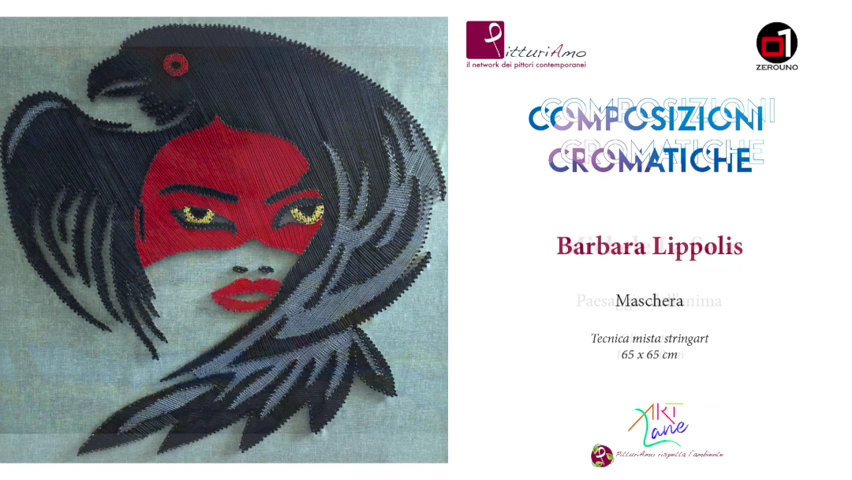 PitturiAmo
il network dei pittori contemporanei
01
ZEROUNO
COMPOSIZIONI
CROMATICHE
Barbara Lippolis
Maschera
Tecnica mista stringart
65 x 65 cm
ART
Lane
PitturiAmo rispetta l'ambiente